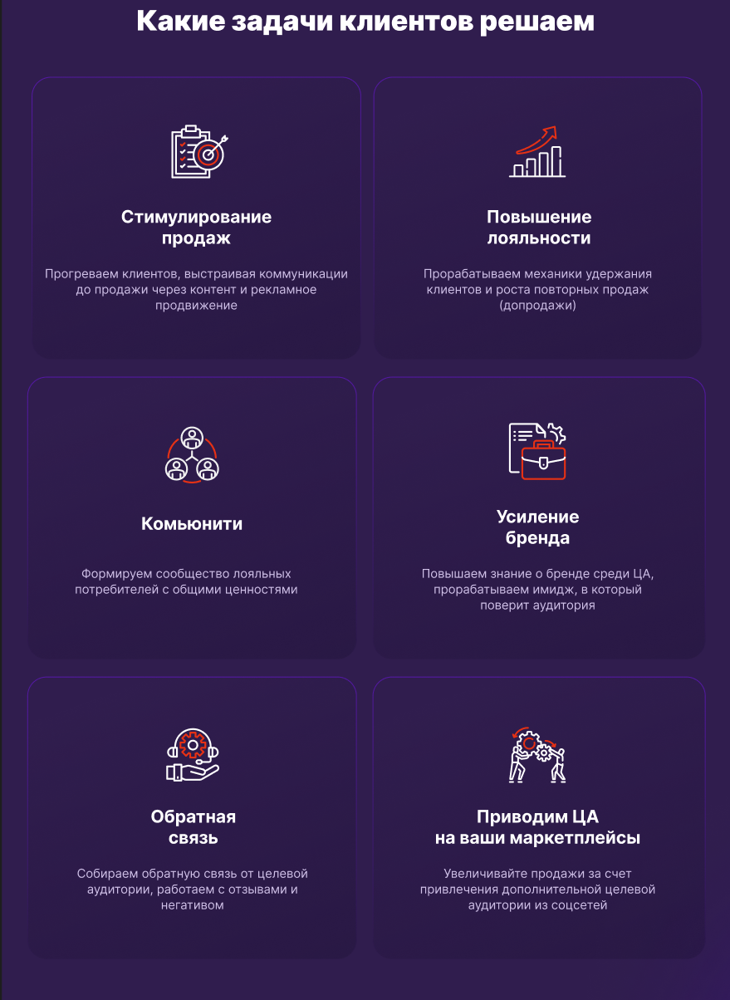 Какие задачи клиентов решаем
Стимулирование
продаж
Прогреваем клиентов, выстраивая коммуникации
до продажи через контент и рекламное
продвижение
Повышение
лояльности
Прорабатываем механики удержания
клиентов и роста повторных продаж
(допродажи)
Комьюнити
Формируем сообщество лояльных
потребителей с общими ценностями
Усиление
бренда
Повышаем знание о бренде среди ЦА,
прорабатываем имидж, в который
поверит аудитория
Обратная
связь
Собираем обратную связь от целевой
аудитории, работаем с отзывами и
негативом
Приводим ЦА
на ваши маркетплейсы
Увеличивайте продажи за счет
привлечения дополнительной целевой
аудитории из соцсетей